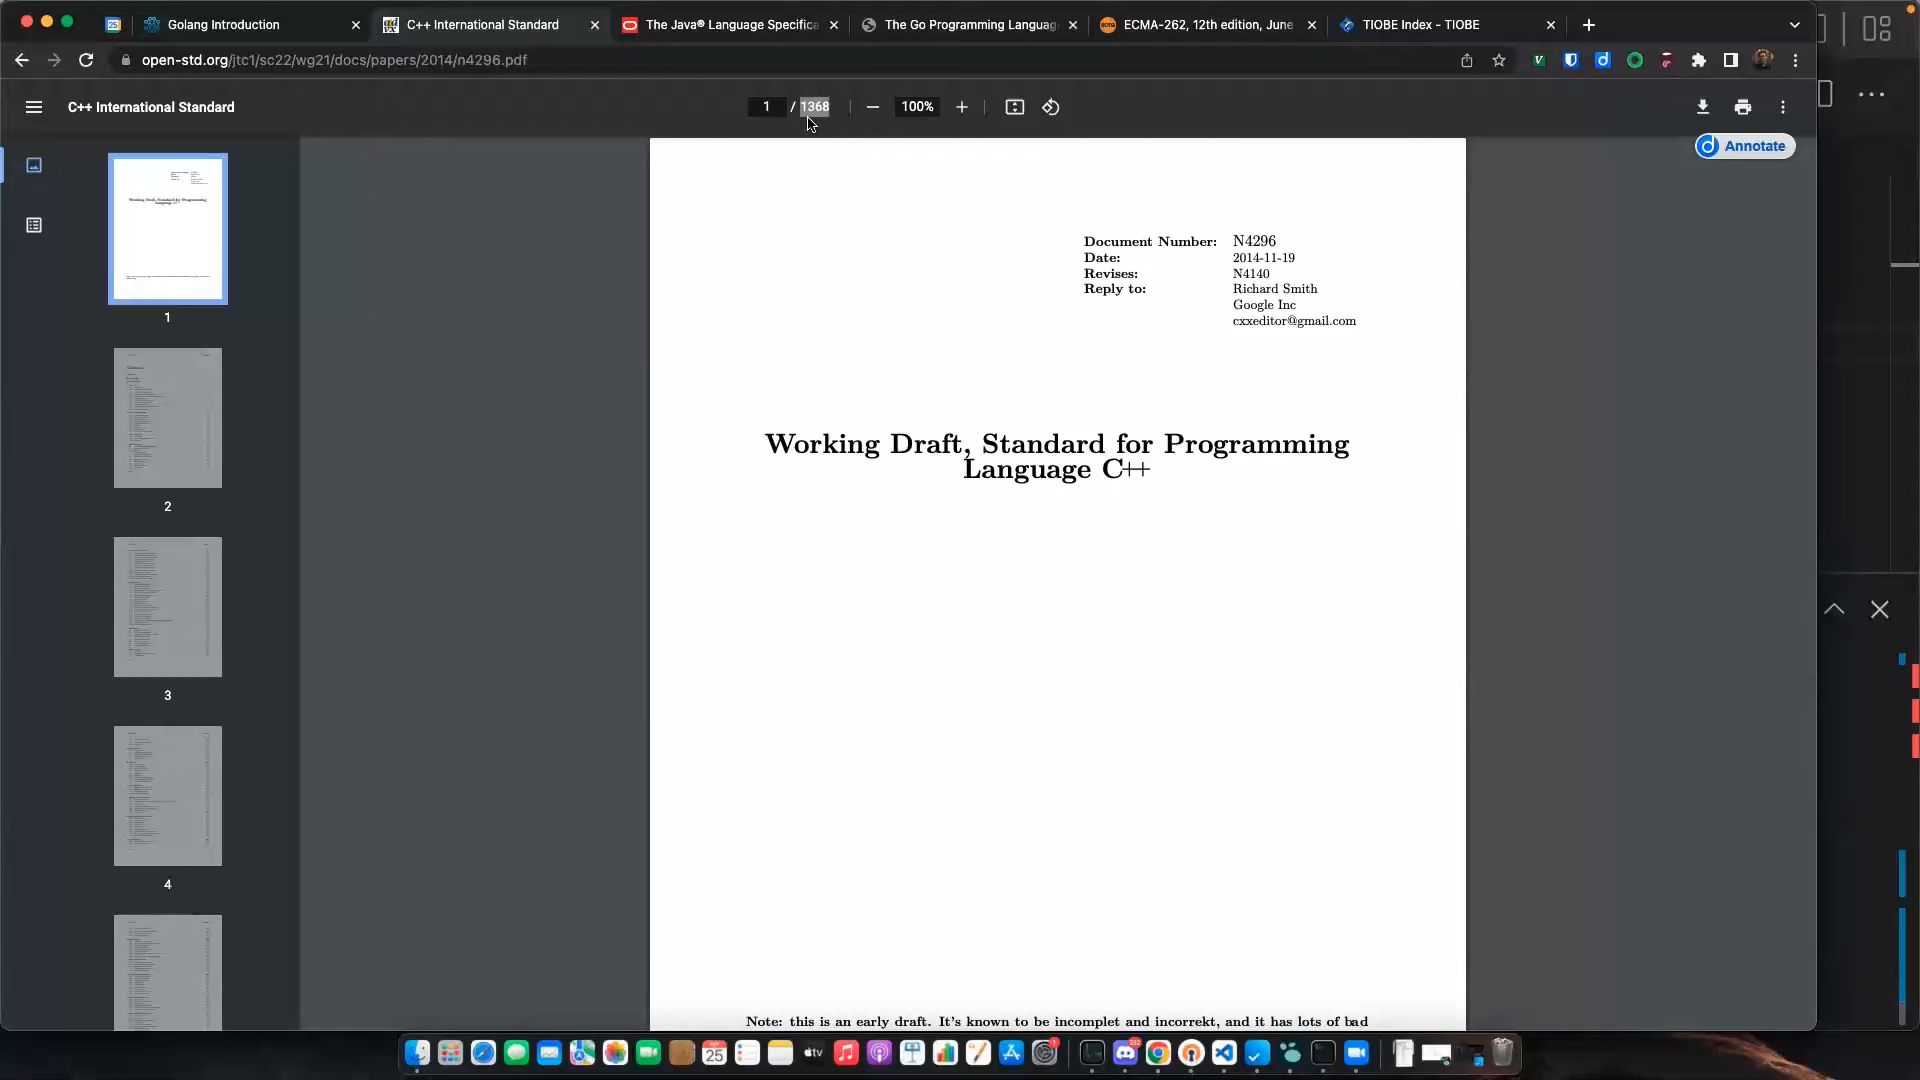 Golang Introduction
C++ International Standard
The Java® Language Specifica
The Go Programming Languag
ECMA-262, 12th edition, June
TIOBE Index - TIOBE
open-std.org/jtc1/sc22/wg21/docs/papers/2014/n4296.pdf
C++ International Standard
1 / 1368
100%
Annotate
Document Number: N4296
Date: 2014-11-19
Revises: N4140
Reply to: Richard Smith
Google Inc
cxxeditor@gmail.com
Working Draft, Standard for Programming
Language C++
1
2
3
4
Note: this is an early draft. It's known to be incomplet and incorrekt, and it has lots of bad
25
tv